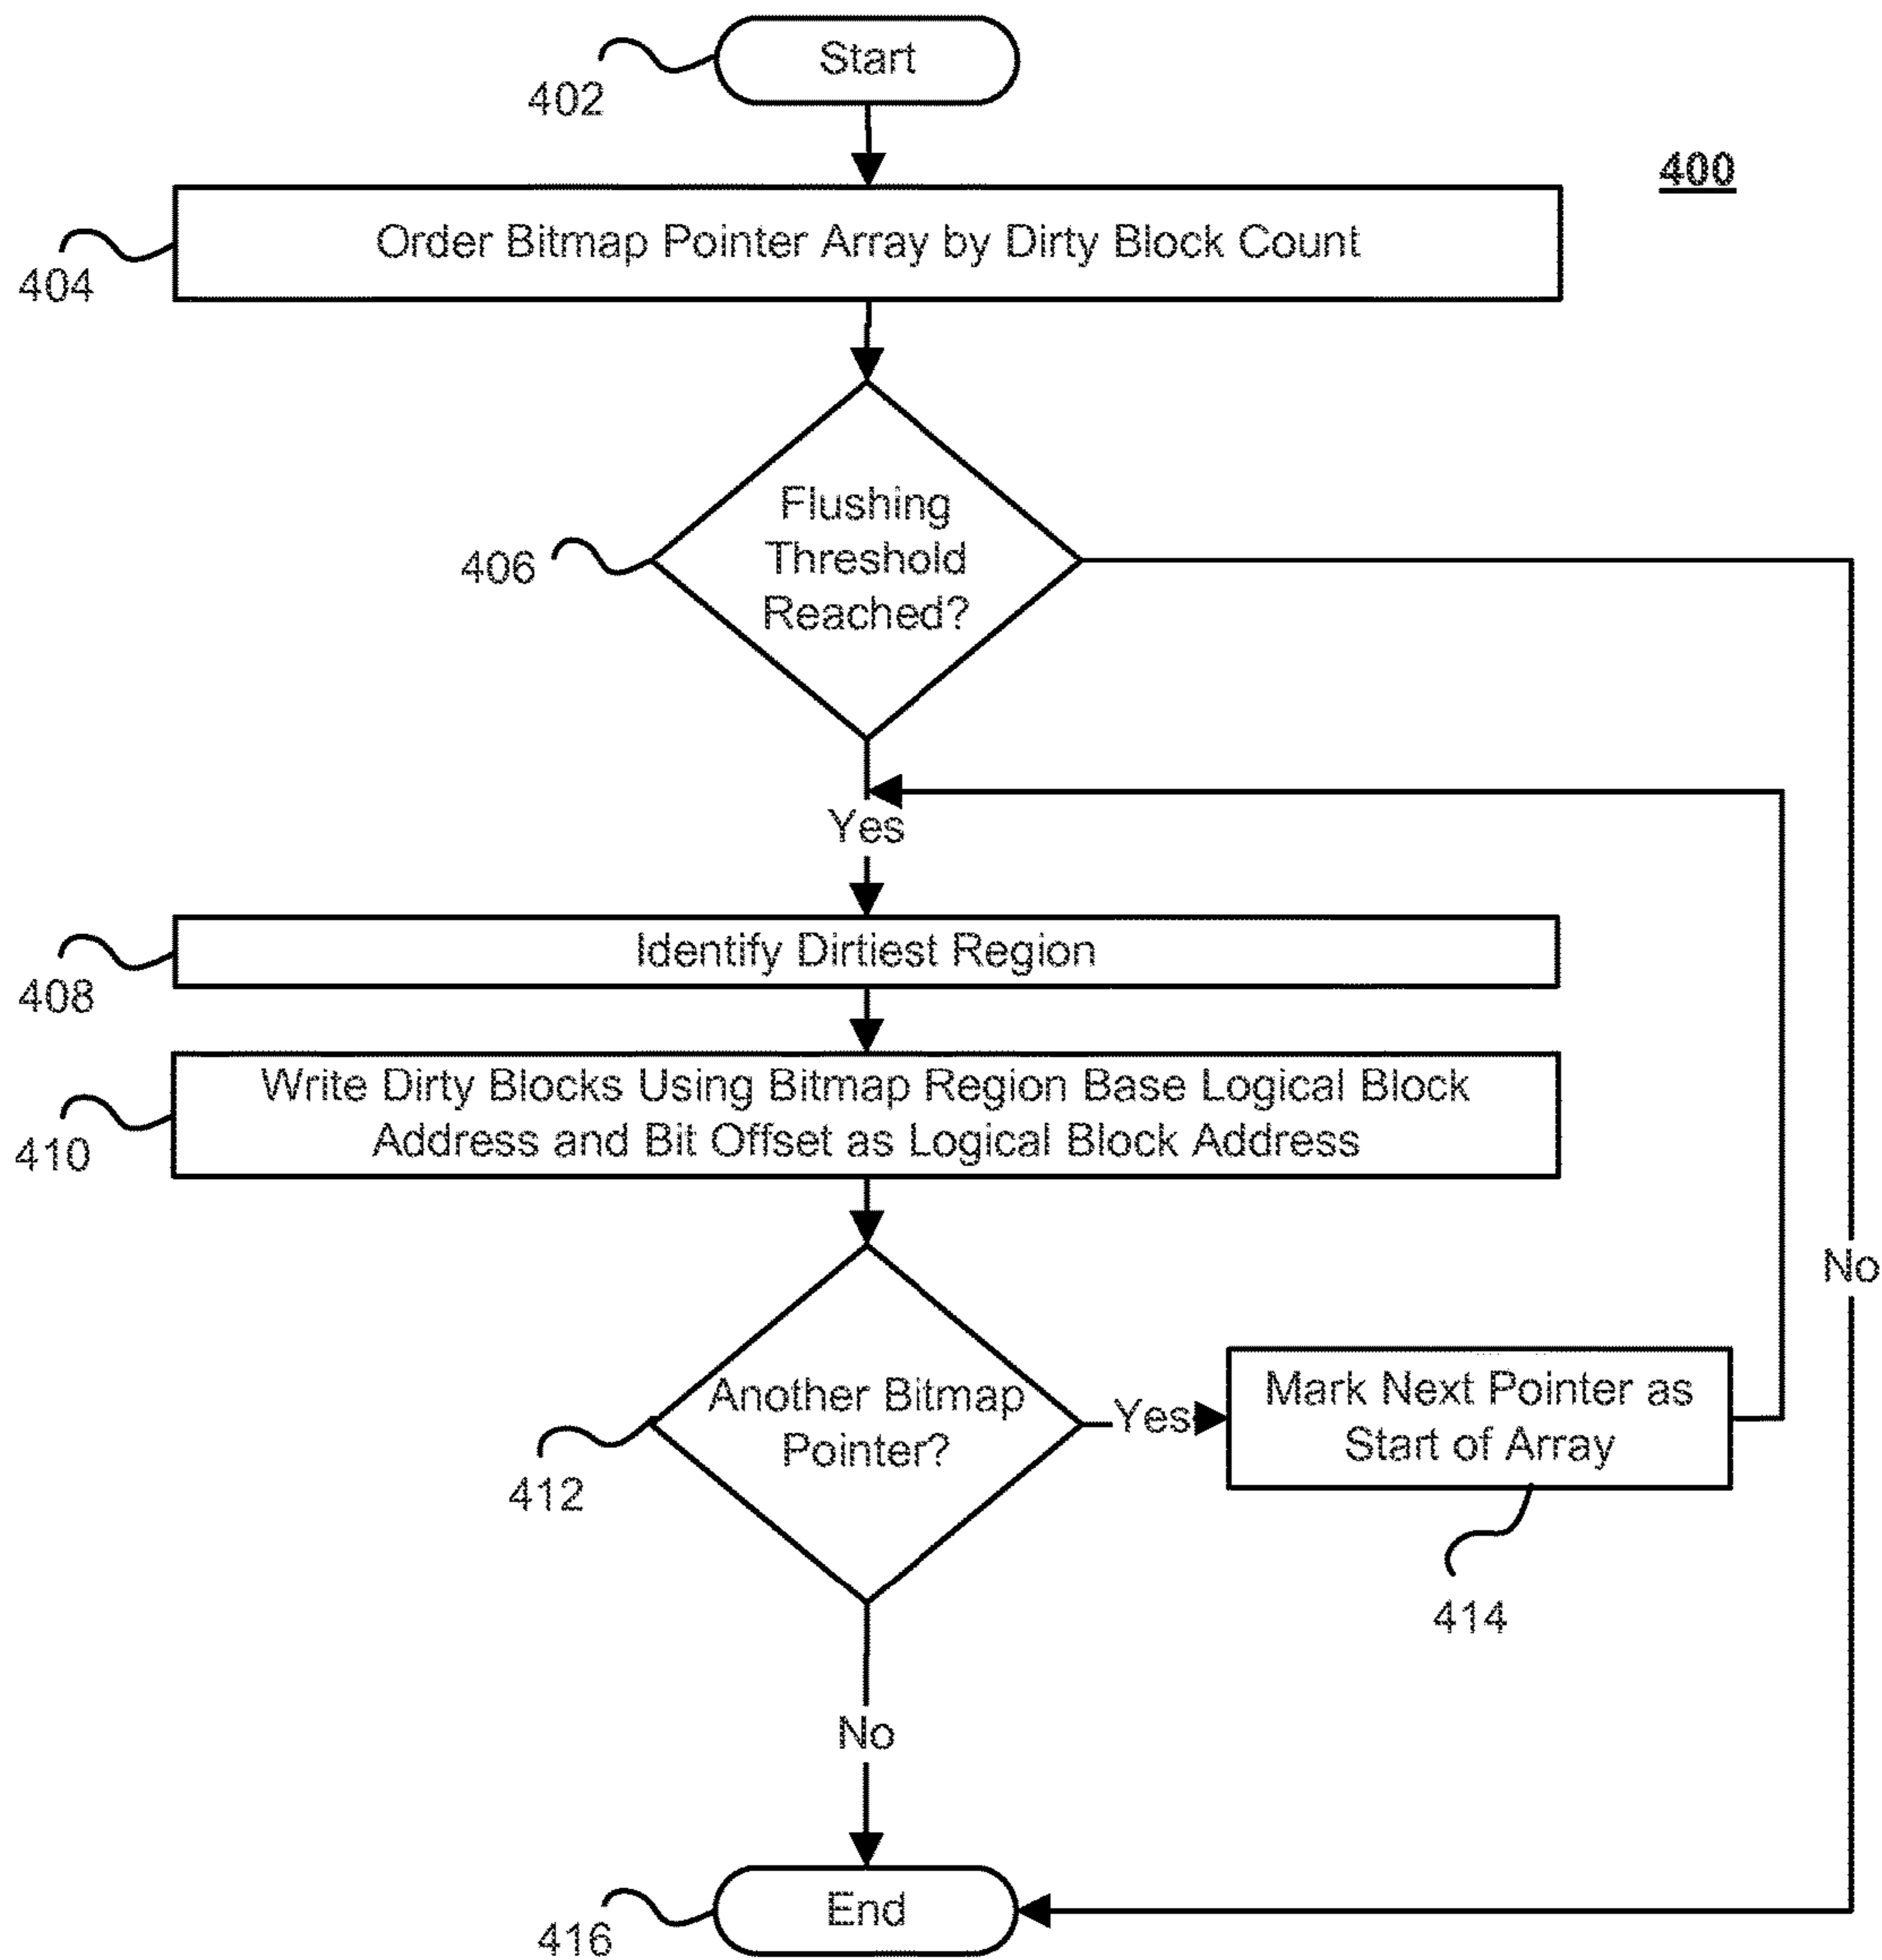 Start
402
400
Order Bitmap Pointer Array by Dirty Block Count
404
Flushing
Threshold
Reached?
406
Yes
Identify Dirtiest Region
408
Write Dirty Blocks Using Bitmap Region Base Logical Block
Address and Bit Offset as Logical Block Address
410
No
Another Bitmap
Pointer?
412
Yes
Mark Next Pointer as
Start of Array
414
No
End
416